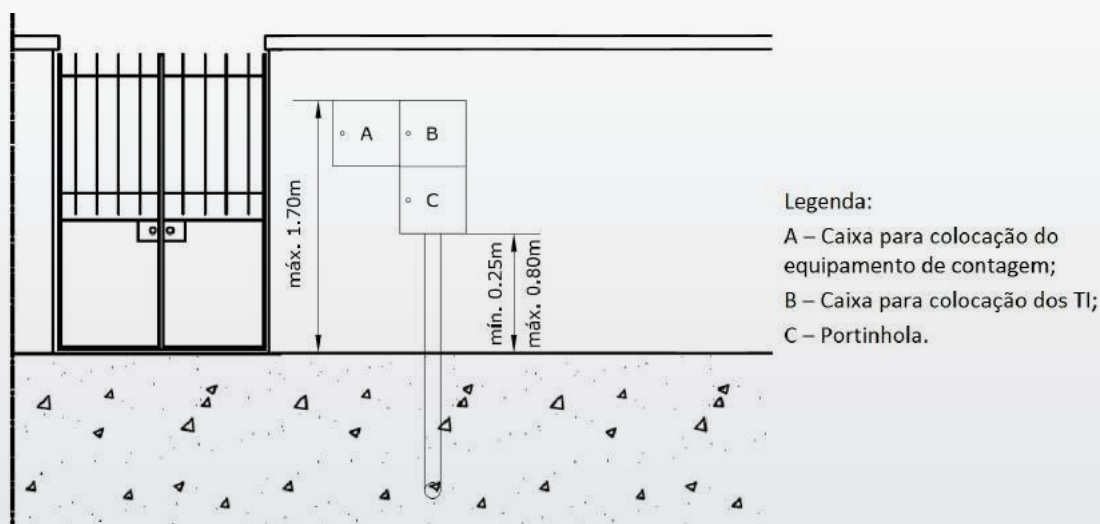 A
B
C
máx. 1.70m
mín. 0.25m
máx. 0.80m
Legenda:
A – Caixa para colocação do
equipamento de contagem;
B – Caixa para colocação dos TI;
C – Portinhola.